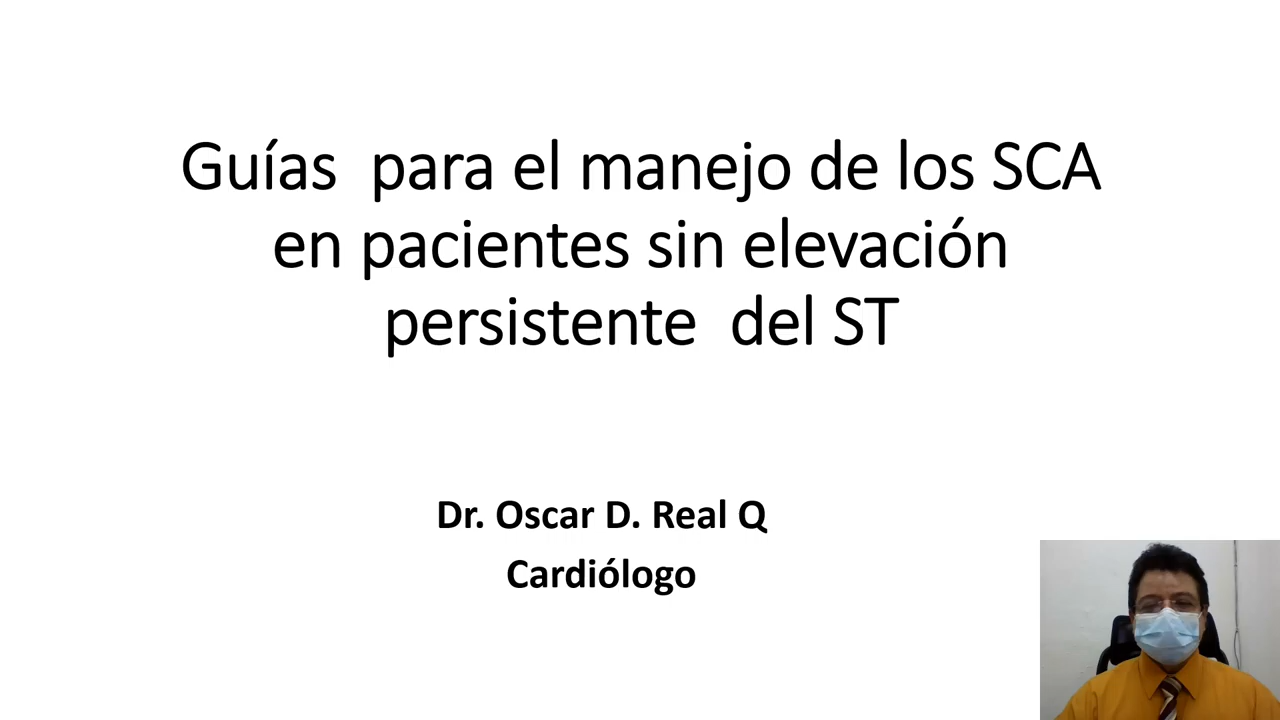 Guías para el manejo de los SCA
en pacientes sin elevación
persistente del ST
Dr. Oscar D. Real Q
Cardiólogo